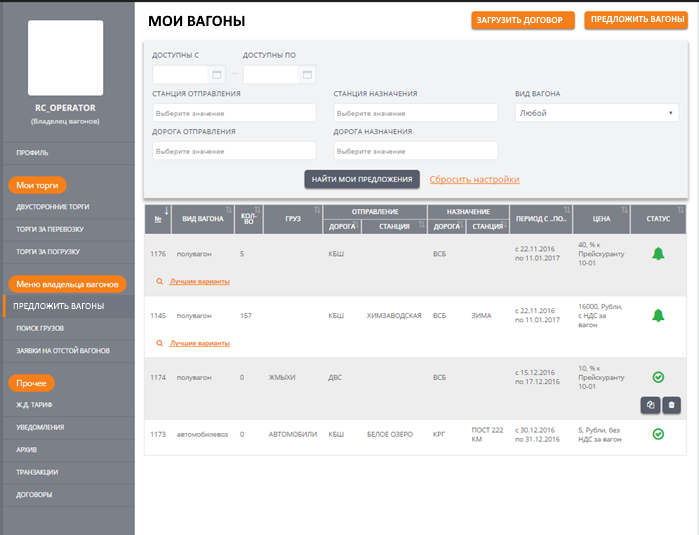 МОИ ВАГОНЫ
ЗАГРУЗИТЬ ДОГОВОР
ПРЕДЛОЖИТЬ ВАГОНЫ
RC_OPERATOR
(Владелец вагонов)
ПРОФИЛЬ
Мои торги
ДВУСТОРОННИЕ ТОРГИ
ТОРГИ ЗА ПЕРЕВОЗКУ
ТОРГИ ЗА ПОГРУЗКУ
Меню владельца вагонов
ПРЕДЛОЖИТЬ ВАГОНЫ
ПОИСК ГРУЗОВ
ЗАЯВКИ НА ОТСТОЙ ВАГОНОВ
Прочее
Ж.Д. ТАРИФ
УВЕДОМЛЕНИЯ
АРХИВ
ТРАНЗАКЦИИ
ДОГОВОРЫ
ДОСТУПНЫ С ДОСТУПНЫ ПО
СТАНЦИЯ ОТПРАВЛЕНИЯ СТАНЦИЯ НАЗНАЧЕНИЯ ВИД ВАГОНА
Выберите значение Выберите значение Любой
ДОРОГА ОТПРАВЛЕНИЯ ДОРОГА НАЗНАЧЕНИЯ
Выберите значение Выберите значение
НАЙТИ МОИ ПРЕДЛОЖЕНИЯ Сбросить настройки
№ ВИД ВАГОНА КОЛ-ВО ГРУЗ ОТПРАВЛЕНИЕ НАЗНАЧЕНИЕ ПЕРИОД С ..ПО.. ЦЕНА СТАТУС
ДОРОГА СТАНЦИЯ ДОРОГА СТАНЦИЯ
1176 полувагон 5 КБШ ВСБ с 22.11.2016 40, % к
по 11.01.2017 Прейскуранту
10-01
Лучшие варианты
1145 полувагон 157 КБШ ХИМЗАВОДСКАЯ ВСБ ЗИМА с 22.11.2016 16000, Рубли,
по 11.01.2017 с НДС за
вагон
Лучшие варианты
1174 полувагон 0 ЖМЫХИ ДВС ВСБ с 15.12.2016 10, % к
по 17.12.2016 Прейскуранту
10-01
1173 автомобилевоз 0 АВТОМОБИЛИ КБШ БЕЛОЕ ОЗЕРО КРГ ПОСТ 222 с 30.12.2016 5, Рубли, без
КМ по 31.12.2016 НДС за вагон